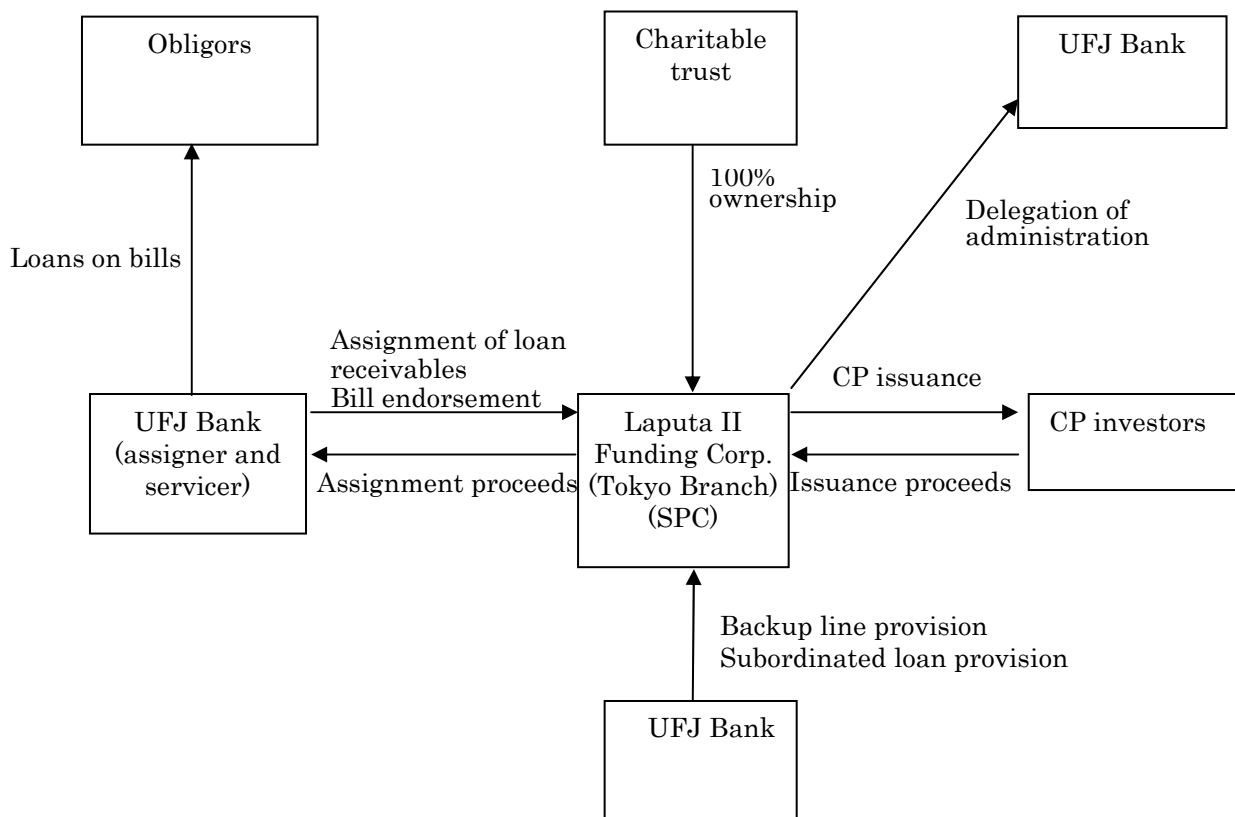 Obligors
Charitable
trust
UFJ Bank
100%
ownership
Delegation of
administration
Loans on bills
Assignment of loan
receivables
Bill endorsement
CP issuance
UFJ Bank
(assigner and
servicer)
Laputa II
Funding Corp.
(Tokyo Branch)
(SPC)
CP investors
Assignment proceeds
Issuance proceeds
Backup line provision
Subordinated loan provision
UFJ Bank